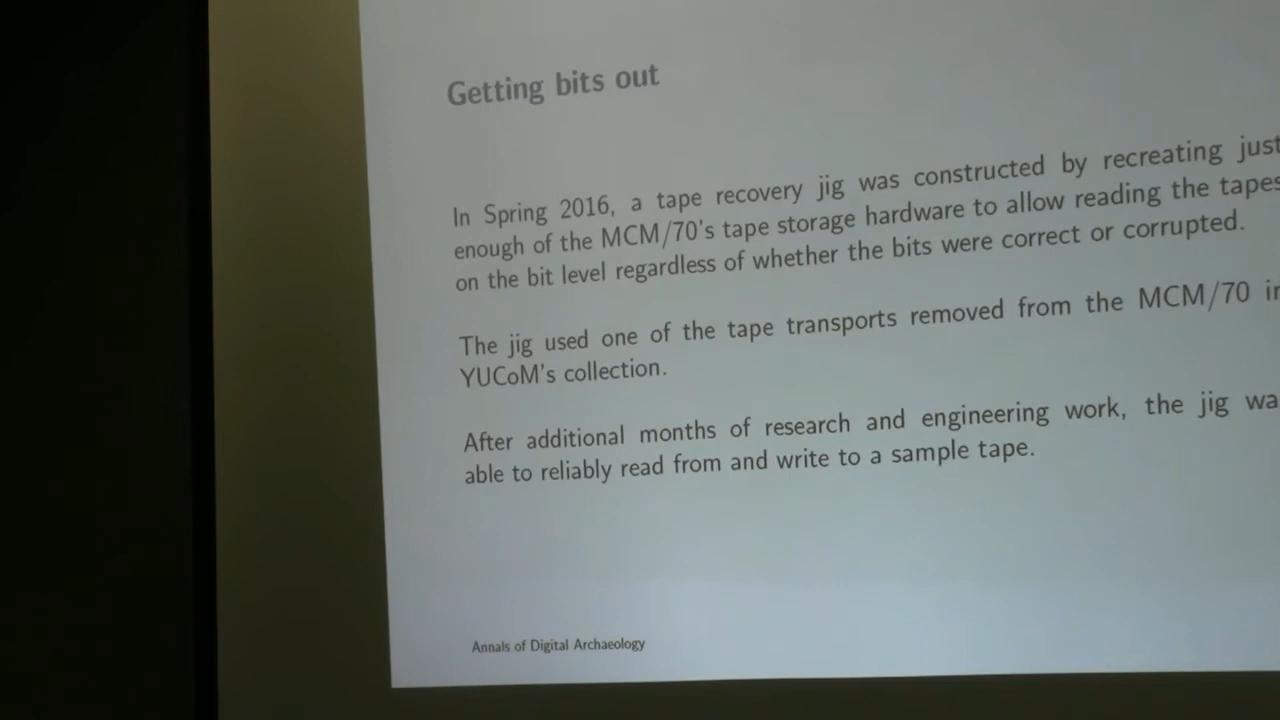 Getting bits out
In Spring 2016, a tape recovery jig was constructed by recreating just
enough of the MCM/70's tape storage hardware to allow reading the tapes
on the bit level regardless of whether the bits were correct or corrupted.
The jig used one of the tape transports removed from the MCM/70 in
YUCoM's collection.
After additional months of research and engineering work, the jig wa
able to reliably read from and write to a sample tape.
Annals of Digital Archaeology